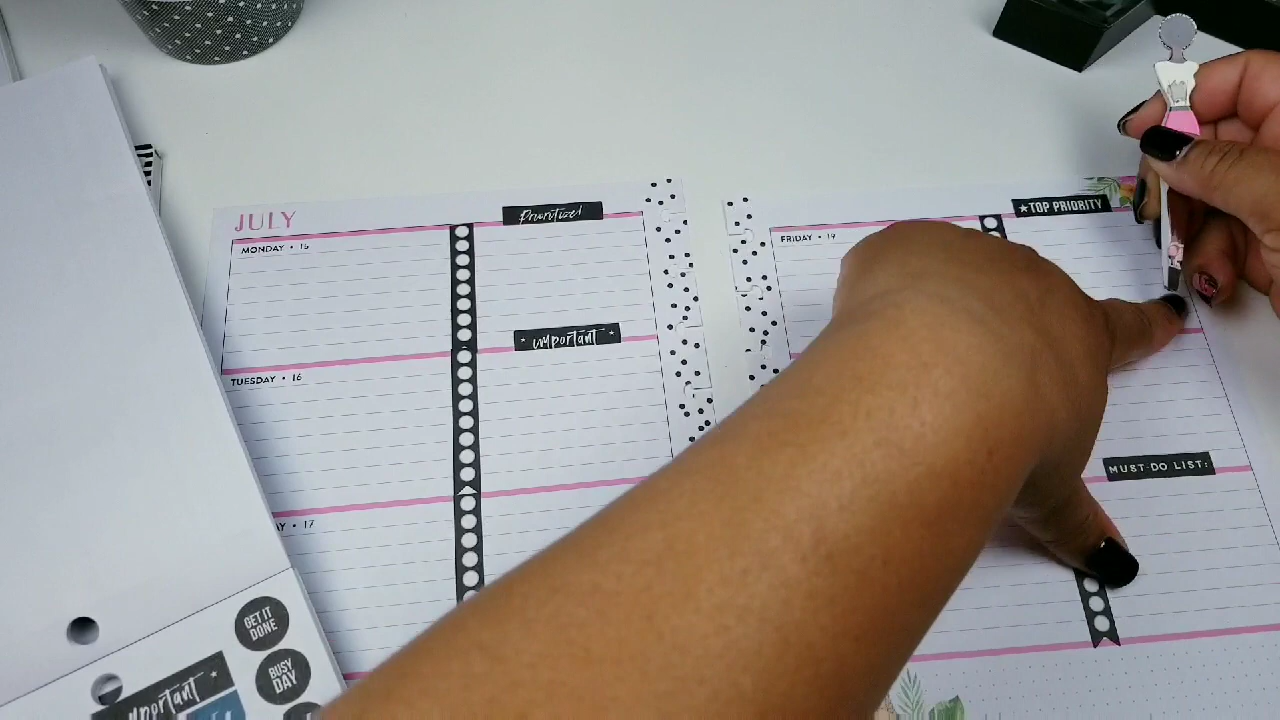 JULY
MONDAY • 15
Prioritize!
★TOP PRIORITY
FRIDAY • 19
important
TUESDAY • 16
MUST-DO LIST:
AY • 17
GET IT
DONE
BUSY
DAY
important